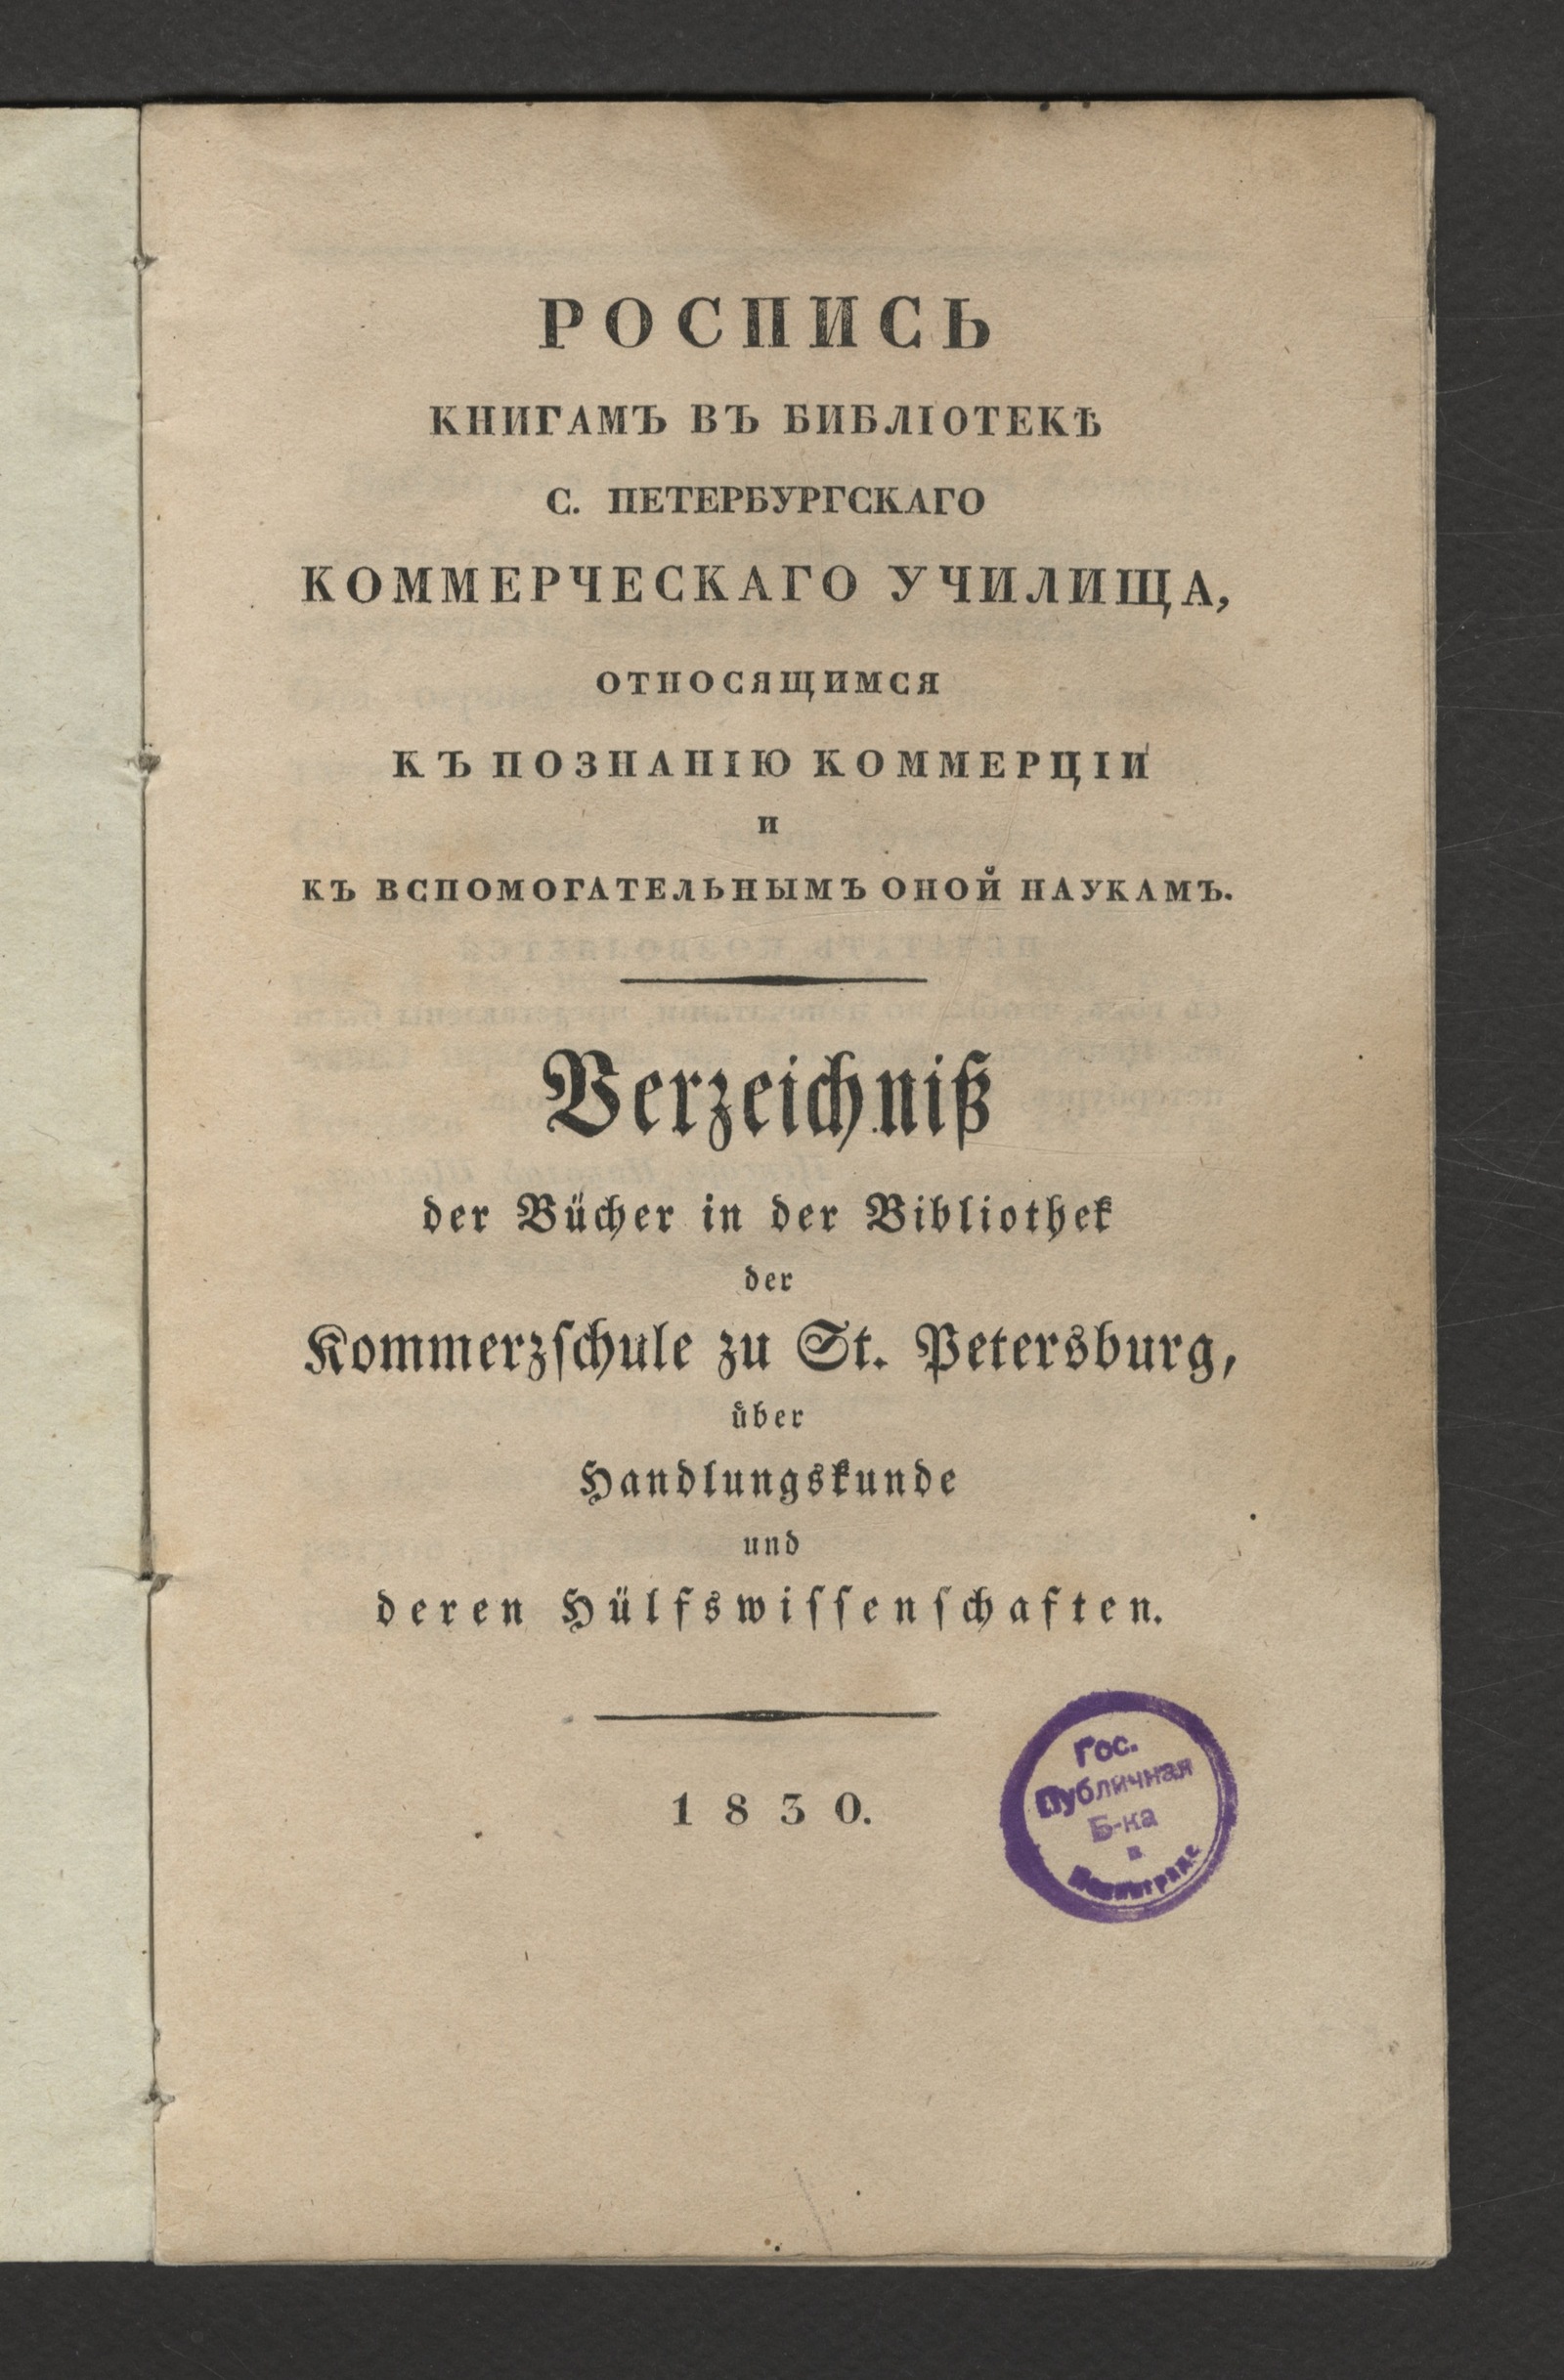 РОСПИСЬ
КНИГАМЪ ВЪ БИБЛІОТЕКѢ
С. ПЕТЕРБУРГСКАГО
КОММЕРЧЕСКАГО УЧИЛИЩА,
ОТНОСЯЩИМСЯ
КЪ ПОЗНАНІЮ КОММЕРЦІИ
И
КЪ ВСПОМОГАТЕЛЬНЫМЪ ОНОЙ НАУКАМЪ.
Verzeichniß
der Bücher in der Bibliothek
der
Kommerzſchule zu St. Petersburg,
über
Handlungskunde
und
deren Hülfswiſſenſchaften.
1830.
Гос.
Публичная
Б-ка
в
Ленинграде